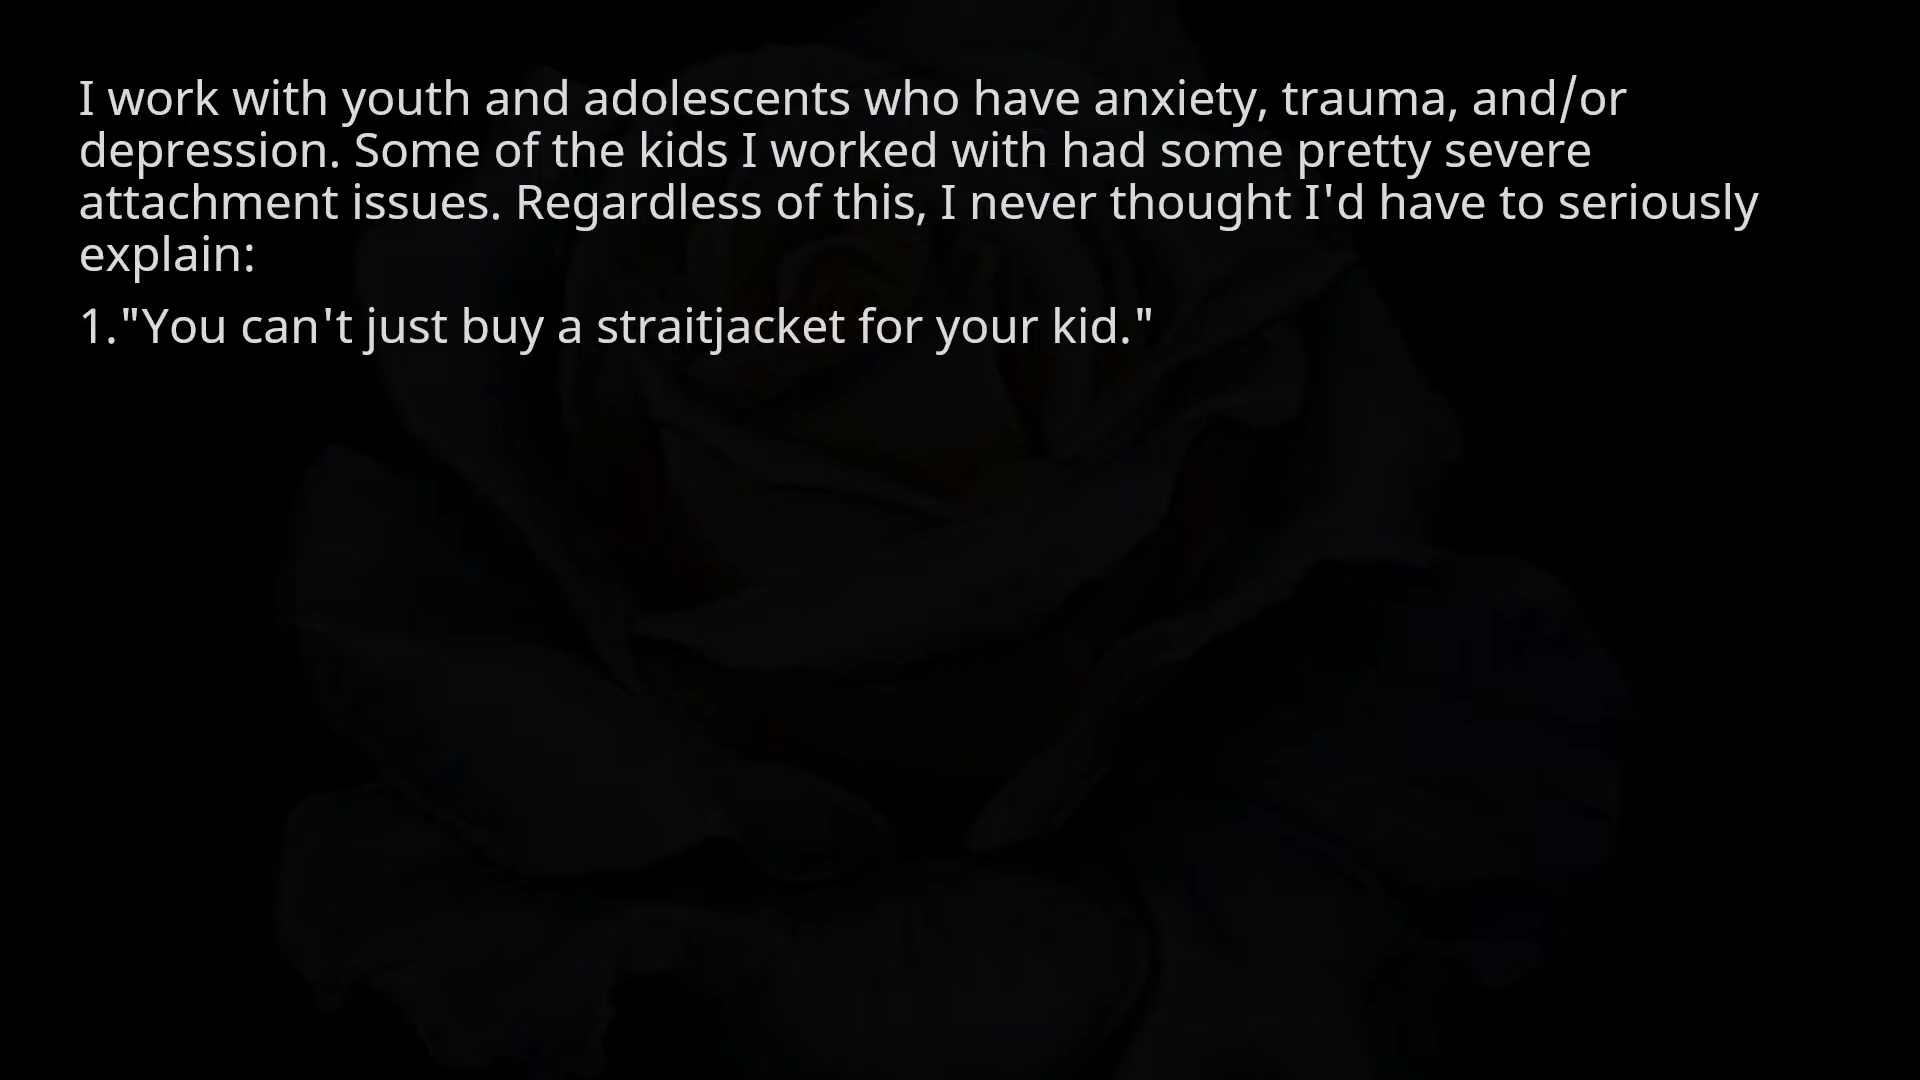 I work with youth and adolescents who have anxiety, trauma, and/or
depression. Some of the kids I worked with had some pretty severe
attachment issues. Regardless of this, I never thought I'd have to seriously
explain:
1."You can't just buy a straitjacket for your kid."